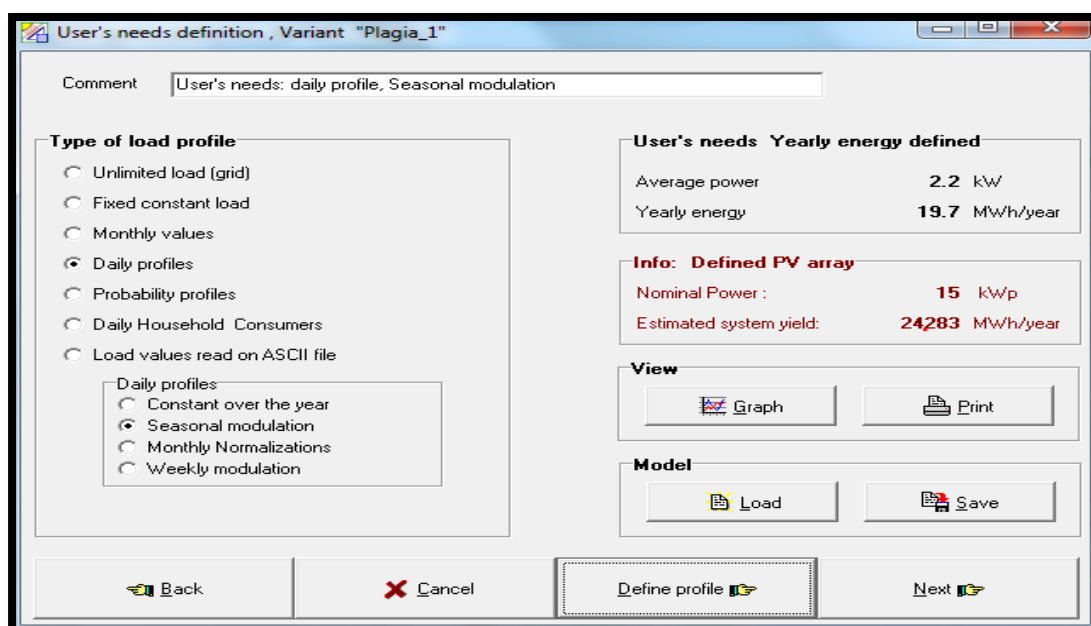 User's needs definition , Variant "Plagia_1"
Comment User's needs: daily profile, Seasonal modulation
Type of load profile
Unlimited load (grid)
Fixed constant load
Monthly values
Daily profiles
Probability profiles
Daily Household Consumers
Load values read on ASCII file
Daily profiles
Constant over the year
Seasonal modulation
Monthly Normalizations
Weekly modulation
User's needs Yearly energy defined
Average power 2.2 kW
Yearly energy 19.7 MWh/year
Info: Defined PV array
Nominal Power : 15 kWp
Estimated system yield: 24,283 MWh/year
View
Graph Print
Model
Load Save
Back Cancel Define profile Next